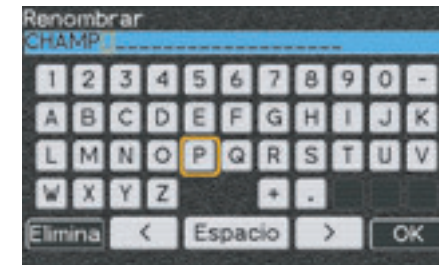 Renombrar
CHAMP
1 2 3 4 5 6 7 8 9 0 -
A B C D E F G H I J K
L M N O P Q R S T U V
W X Y Z + .
Elimina < Espacio > OK